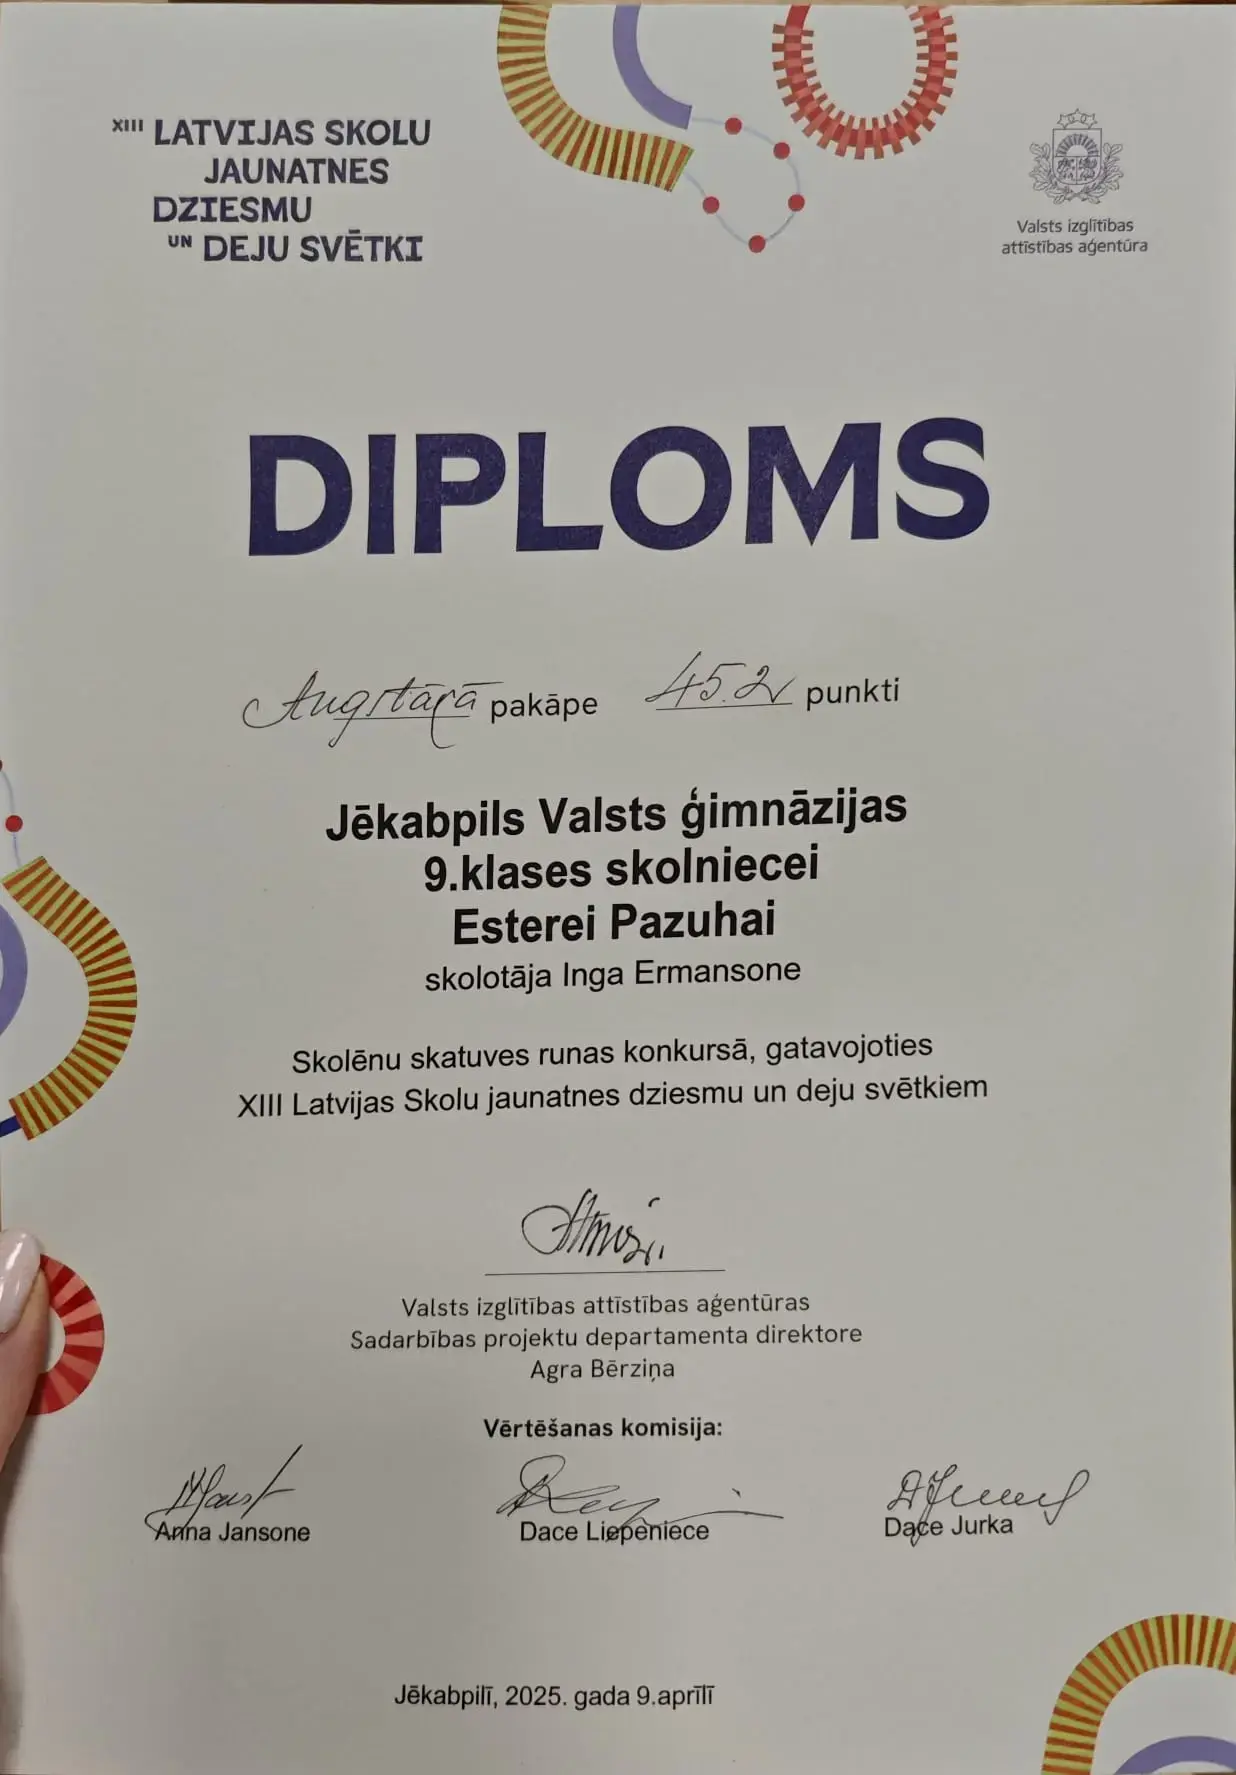 XIII LATVIJAS SKOLU
JAUNATNES
DZIESMU
UN DEJU SVĒTKI
Valsts izglītības
attīstības aģentūra
DIPLOMS
Augstākā pakāpe 45.2 punkti
Jēkabpils Valsts ģimnāzijas
9.klases skolniecei
Esterei Pazuhai
skolotāja Inga Ermansone
Skolēnu skatuves runas konkursā, gatavojoties
XIII Latvijas Skolu jaunatnes dziesmu un deju svētkiem
Valsts izglītības attīstības aģentūras
Sadarbības projektu departamenta direktore
Agra Bērziņa
Vērtēšanas komisija:
Anna Jansone
Dace Liepeniece
Dace Jurka
Jēkabpilī, 2025. gada 9.aprīlī